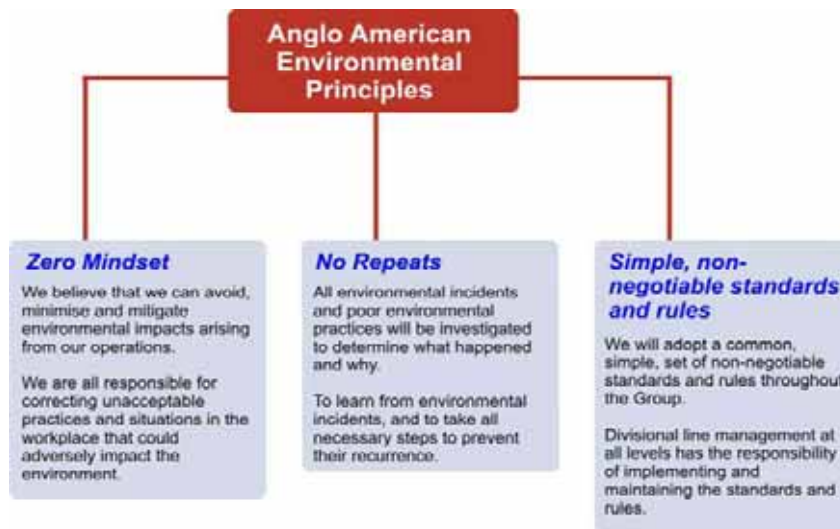 Anglo American
Environmental
Principles
Zero Mindset
We believe that we can avoid,
minimise and mitigate
environmental impacts arising
from our operations.
We are all responsible for
correcting unacceptable
practices and situations in the
workplace that could
adversely impact the
environment.
No Repeats
All environmental incidents
and poor environmental
practices will be investigated
to determine what happened
and why.
To learn from environmental
incidents, and to take all
necessary steps to prevent
their recurrence.
Simple, non-
negotiable standards
and rules
We will adopt a common,
simple, set of non-negotiable
standards and rules throughout
the Group.
Divisional line management at
all levels has the responsibility
of implementing and
maintaining the standards and
rules.